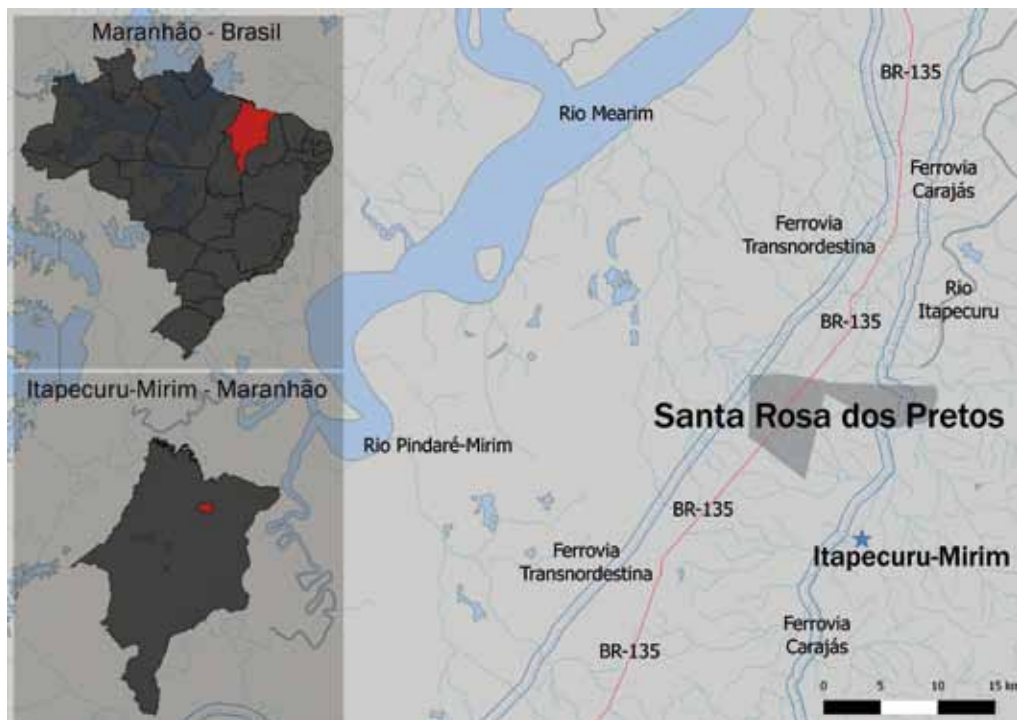 Maranhão - Brasil
Itapecuru-Mirim - Maranhão
BR-135
Rio Mearim
Ferrovia
Carajás
Ferrovia
Transnordestina
Rio
Itapecuru
BR-135
Santa Rosa dos Pretos
Rio Pindaré-Mirim
BR-135
Itapecuru-Mirim
Ferrovia
Transnordestina
Ferrovia
Carajás
BR-135
0 5 10 15 km